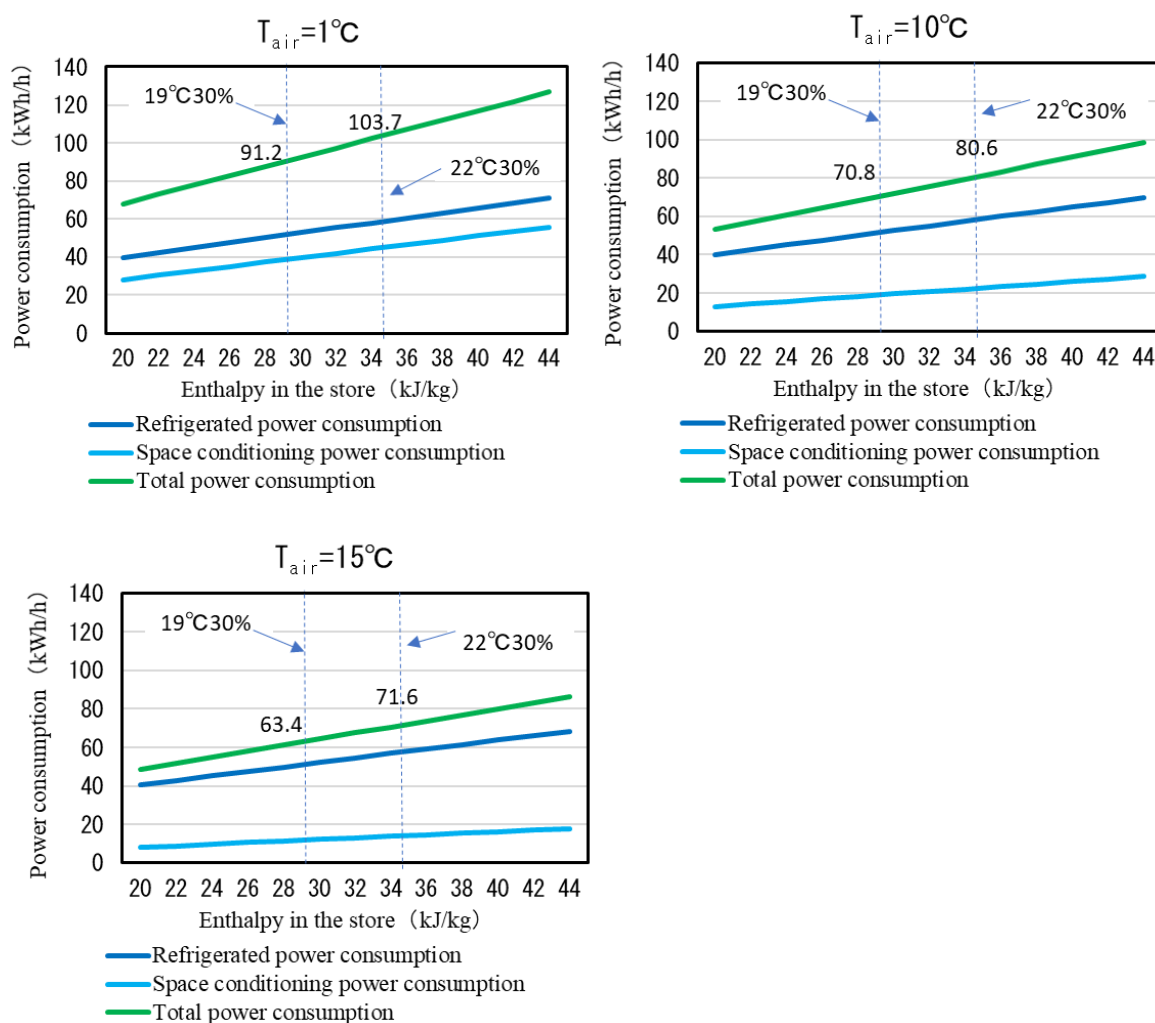 Tair=1℃
Power consumption (kWh/h)
140
120
100
80
60
40
20
0
19℃30%
91.2
103.7
22℃30%
20 22 24 26 28 30 32 34 36 38 40 42 44
Enthalpy in the store（kJ/kg）
Refrigerated power consumption
Space conditioning power consumption
Total power consumption
Tair=10℃
Power consumption (kWh/h)
140
120
100
80
60
40
20
0
19℃30%
22℃30%
70.8
80.6
20 22 24 26 28 30 32 34 36 38 40 42 44
Enthalpy in the store（kJ/kg）
Refrigerated power consumption
Space conditioning power consumption
Total power consumption
Tair=15℃
Power consumption（kWh/h）
140
120
100
80
60
40
20
0
19℃30%
22℃30%
63.4
71.6
20 22 24 26 28 30 32 34 36 38 40 42 44
Enthalpy in the store（kJ/kg）
Refrigerated power consumption
Space conditioning power consumption
Total power consumption